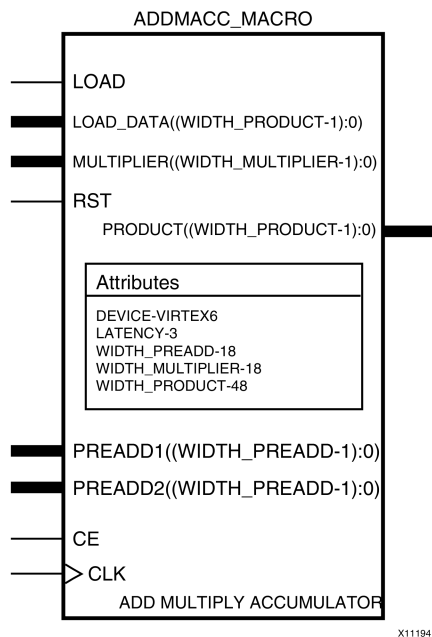 ADDMACC_MACRO
LOAD
LOAD_DATA((WIDTH_PRODUCT-1):0)
MULTIPLIER((WIDTH_MULTIPLIER-1):0)
RST
PRODUCT((WIDTH_PRODUCT-1):0)
Attributes
DEVICE-VIRTEX6
LATENCY-3
WIDTH_PREADD-18
WIDTH_MULTIPLIER-18
WIDTH_PRODUCT-48
PREADD1((WIDTH_PREADD-1):0)
PREADD2((WIDTH_PREADD-1):0)
CE
CLK
ADD MULTIPLY ACCUMULATOR
X11194